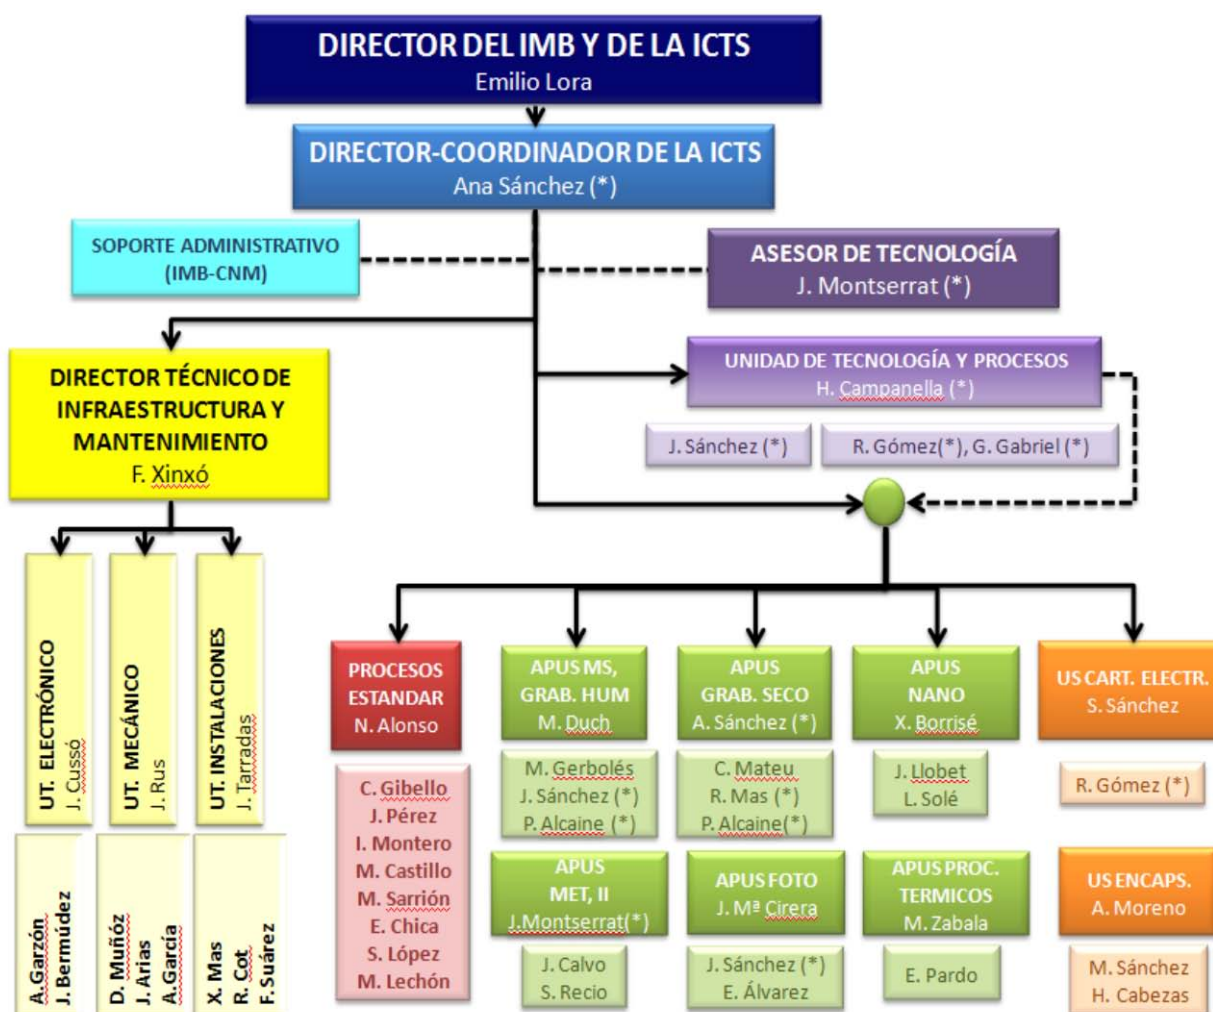 DIRECTOR DEL IMB Y DE LA ICTS
Emilio Lora
DIRECTOR-COORDINADOR DE LA ICTS
Ana Sánchez (*)
SOPORTE ADMINISTRATIVO
(IMB-CNM)
ASESOR DE TECNOLOGÍA
J. Montserrat (*)
DIRECTOR TÉCNICO DE
INFRAESTRUCTURA Y
MANTENIMIENTO
F. Xinxó
UNIDAD DE TECNOLOGÍA Y PROCESOS
H. Campanella (*)
J. Sánchez (*)
R. Gómez(*), G. Gabriel (*)
UT. ELECTRÓNICO
J. Cussó
UT. MECÁNICO
J. Rus
UT. INSTALACIONES
J. Tarradas
A.Garzón
J. Bermúdez
D. Muñóz
J. Arias
A.García
X. Mas
R. Cot
F. Suárez
PROCESOS
ESTANDAR
N. Alonso
C. Gibello
J. Pérez
I. Montero
M. Castillo
M. Sarrión
E. Chica
S. López
M. Lechón
APUS MS,
GRAB. HUM
M. Duch
M. Gerbolés
J. Sánchez (*)
P. Alcaine (*)
APUS
GRAB. SECO
A. Sánchez (*)
C. Mateu
R. Mas (*)
P. Alcaine(*)
APUS
NANO
X. Borrisé
J. Llobet
L. Solé
US CART. ELECTR.
S. Sánchez
R. Gómez (*)
APUS
MET, II
J.Montserrat(*)
J. Calvo
S. Recio
APUS FOTO
J. Mª Cirera
J. Sánchez (*)
E. Álvarez
APUS PROC.
TERMICOS
M. Zabala
E. Pardo
US ENCAPS.
A. Moreno
M. Sánchez
H. Cabezas